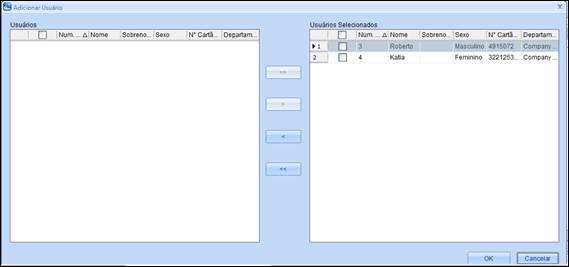 Adicionar Usuário
Usuários
Num. ... Nome Sobreno... Sexo Nº Cartã... Departam...
>>
>
<
<<
Usuários Selecionados
Num. ... Nome Sobreno... Sexo Nº Cartã... Departam...
1 3 Roberto Masculino 4915072 Company ...
2 4 Katia Feminino 3221253... Company ...
OK Cancelar